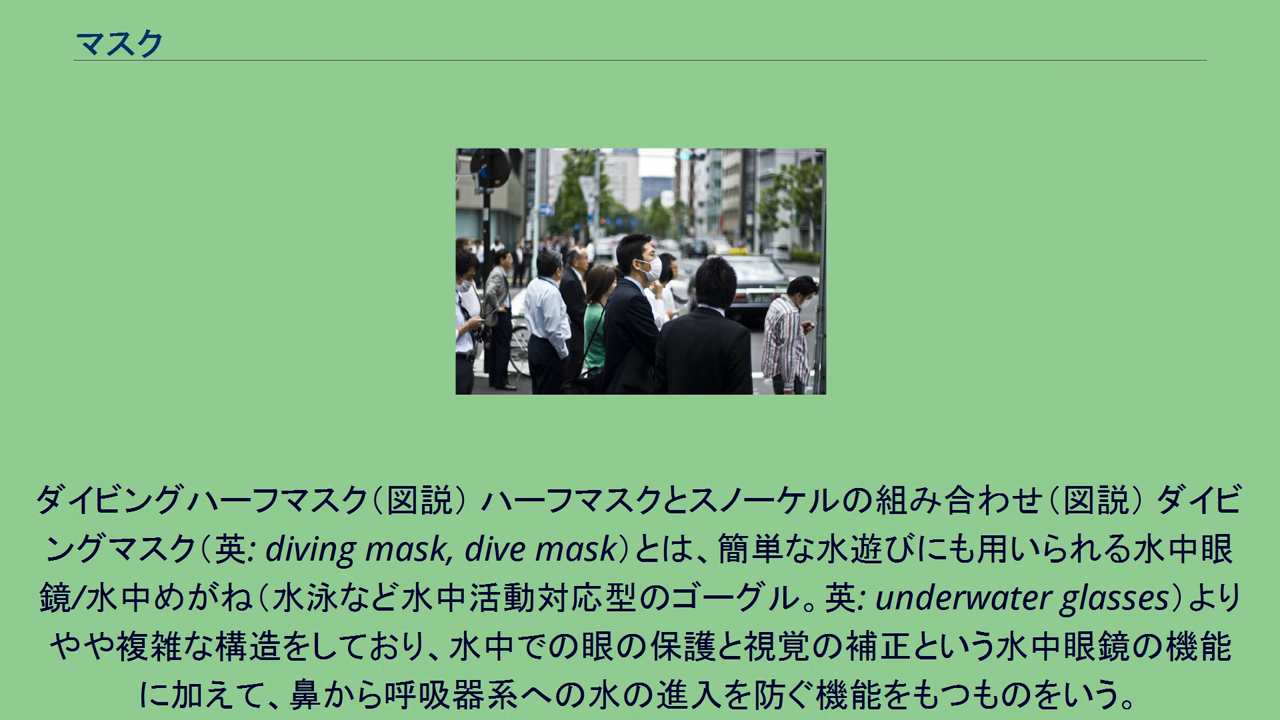 マスク
ダイビングハーフマスク（図説） ハーフマスクとスノーケルの組み合わせ（図説） ダイビ
ングマスク（英: diving mask, dive mask）とは、簡単な水遊びにも用いられる水中眼
鏡/水中めがね（水泳など水中活動対応型のゴーグル。英: underwater glasses）より
やや複雑な構造をしており、水中での眼の保護と視覚の補正という水中眼鏡の機能
に加えて、鼻から呼吸器系への水の進入を防ぐ機能をもつものをいう。